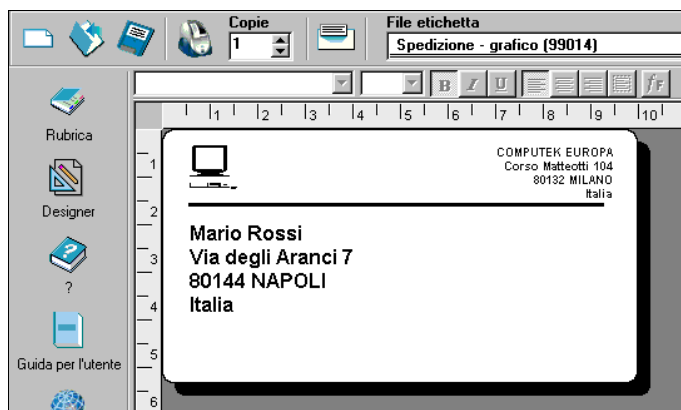 Copie
File etichetta
1
Spedizione - grafico (99014)
B I U
1 2 3 4 5 6 7 8 9 10
Rubrica
Designer
?
Guida per l'utente
1
2
3
4
5
6
COMPUTEK EUROPA
Corso Matteotti 104
80132 MILANO
Italia
Mario Rossi
Via degli Aranci 7
80144 NAPOLI
Italia